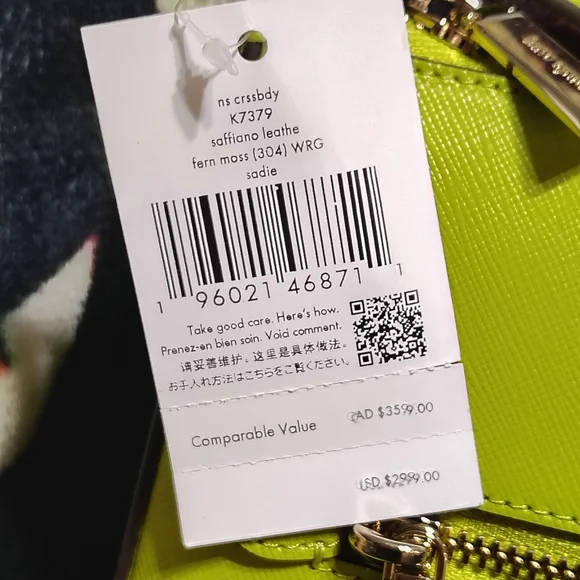 ns crssbdy
K7379
saffiano leathe
fern moss (304) WRG
sadie
1 96021 46871 1
Take good care. Here's how.
Prenez-en bien soin. Voici comment.
请妥善维护。这里是具体做法。
お手入れ方法はこちらをご覧ください。
Comparable Value CAD $359.00
USD $299.00